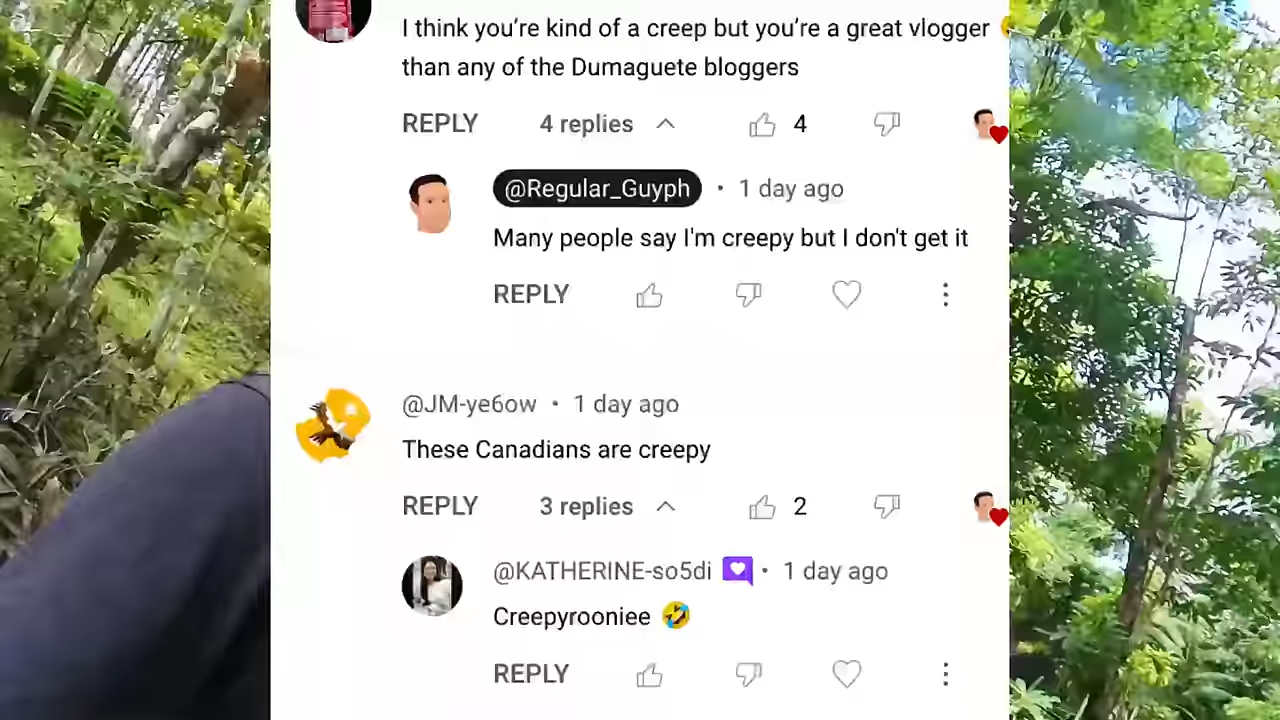 I think you're kind of a creep but you're a great vlogger
than any of the Dumaguete bloggers
REPLY 4 replies 4
@Regular_Guyph • 1 day ago
Many people say I'm creepy but I don't get it
REPLY
@JM-ye6ow • 1 day ago
These Canadians are creepy
REPLY 3 replies 2
@KATHERINE-so5di • 1 day ago
Creepyrooniee 🤣
REPLY